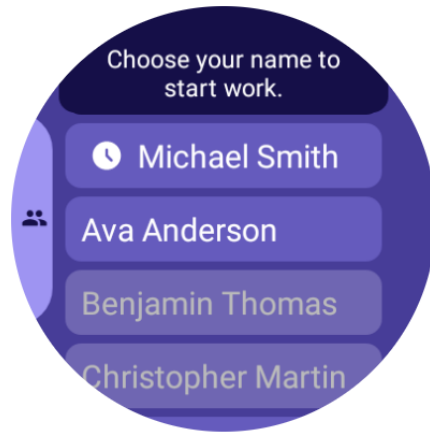 Choose your name to
start work.
Michael Smith
Ava Anderson
Benjamin Thomas
Christopher Martin